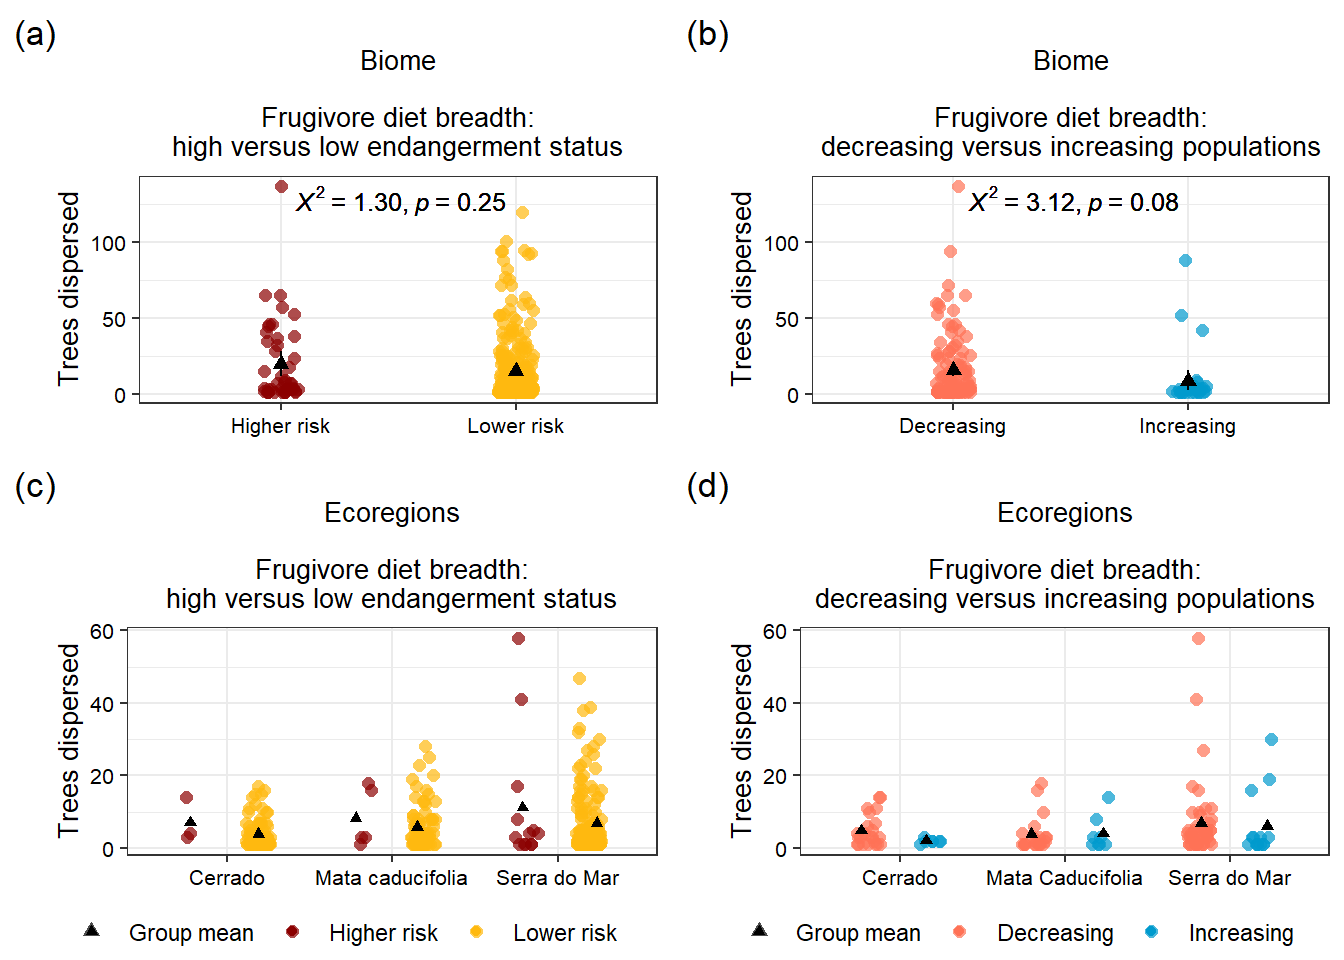 (a)
Biome
Frugivore diet breadth:
high versus low endangerment status
X² = 1.30, p = 0.25
Trees dispersed
100
50
0
Higher risk
Lower risk
(b)
Biome
Frugivore diet breadth:
decreasing versus increasing populations
X² = 3.12, p = 0.08
Trees dispersed
100
50
0
Decreasing
Increasing
(c)
Ecoregions
Frugivore diet breadth:
high versus low endangerment status
Trees dispersed
60
40
20
0
Cerrado
Mata caducifolia
Serra do Mar
Group mean
Higher risk
Lower risk
(d)
Ecoregions
Frugivore diet breadth:
decreasing versus increasing populations
Trees dispersed
60
40
20
0
Cerrado
Mata Caducifolia
Serra do Mar
Group mean
Decreasing
Increasing